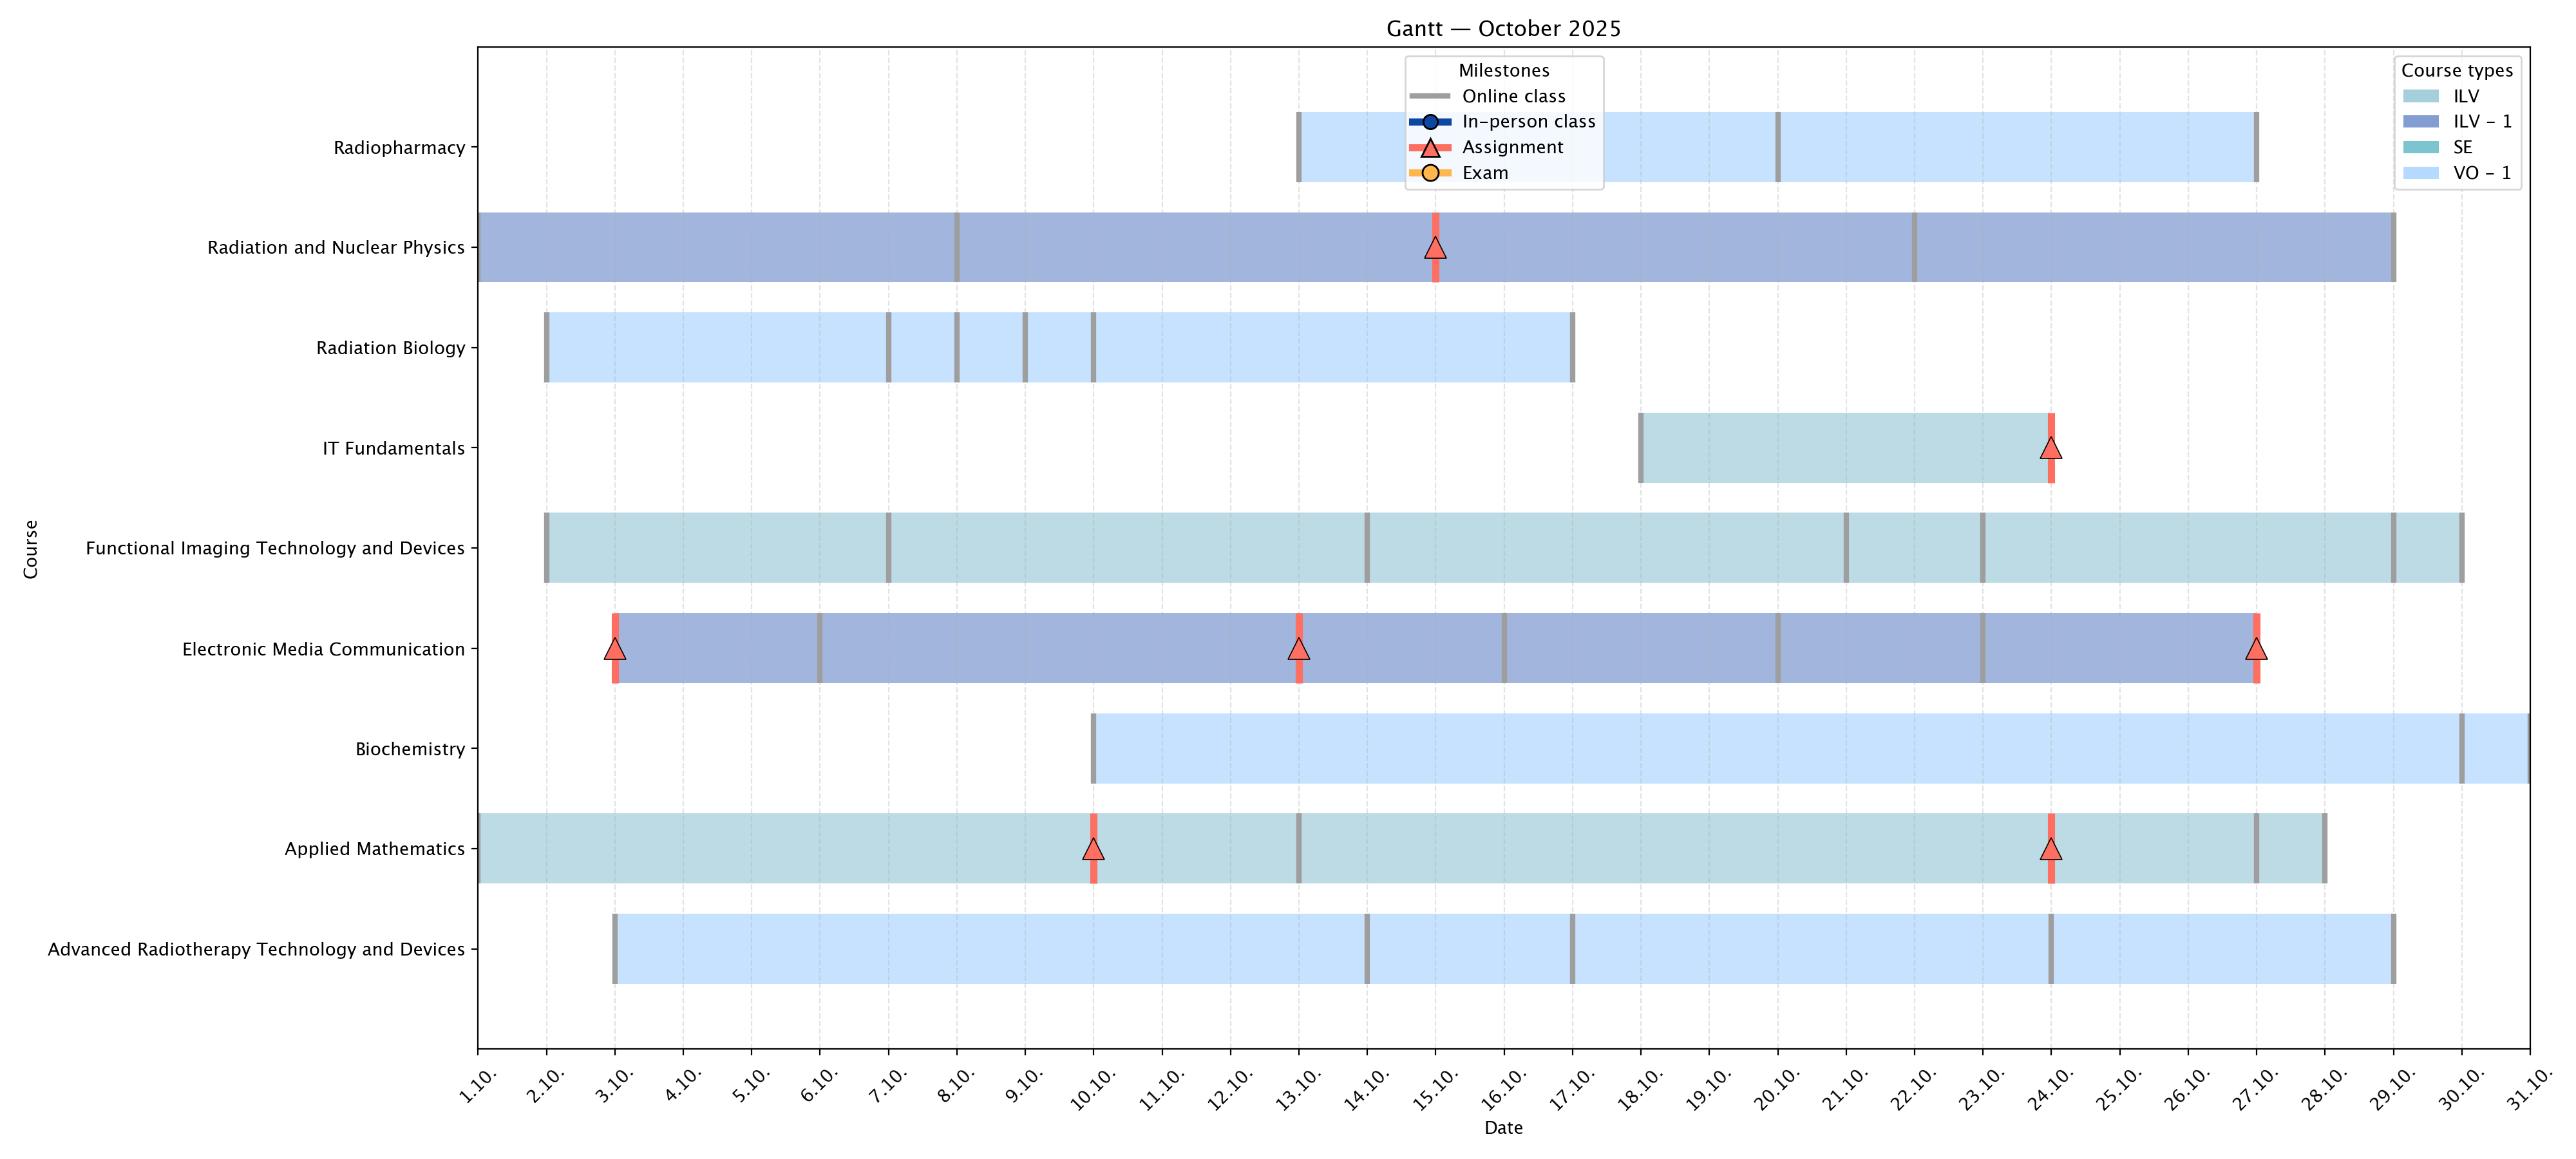 Gantt — October 2025
Milestones
Online class
In-person class
Assignment
Exam
Course types
ILV
ILV - 1
SE
VO - 1
Course
Radiopharmacy
Radiation and Nuclear Physics
Radiation Biology
IT Fundamentals
Functional Imaging Technology and Devices
Electronic Media Communication
Biochemistry
Applied Mathematics
Advanced Radiotherapy Technology and Devices
1.10. 2.10. 3.10. 4.10. 5.10. 6.10. 7.10. 8.10. 9.10. 10.10. 11.10. 12.10. 13.10. 14.10. 15.10. 16.10. 17.10. 18.10. 19.10. 20.10. 21.10. 22.10. 23.10. 24.10. 25.10. 26.10. 27.10. 28.10. 29.10. 30.10. 31.10.
Date